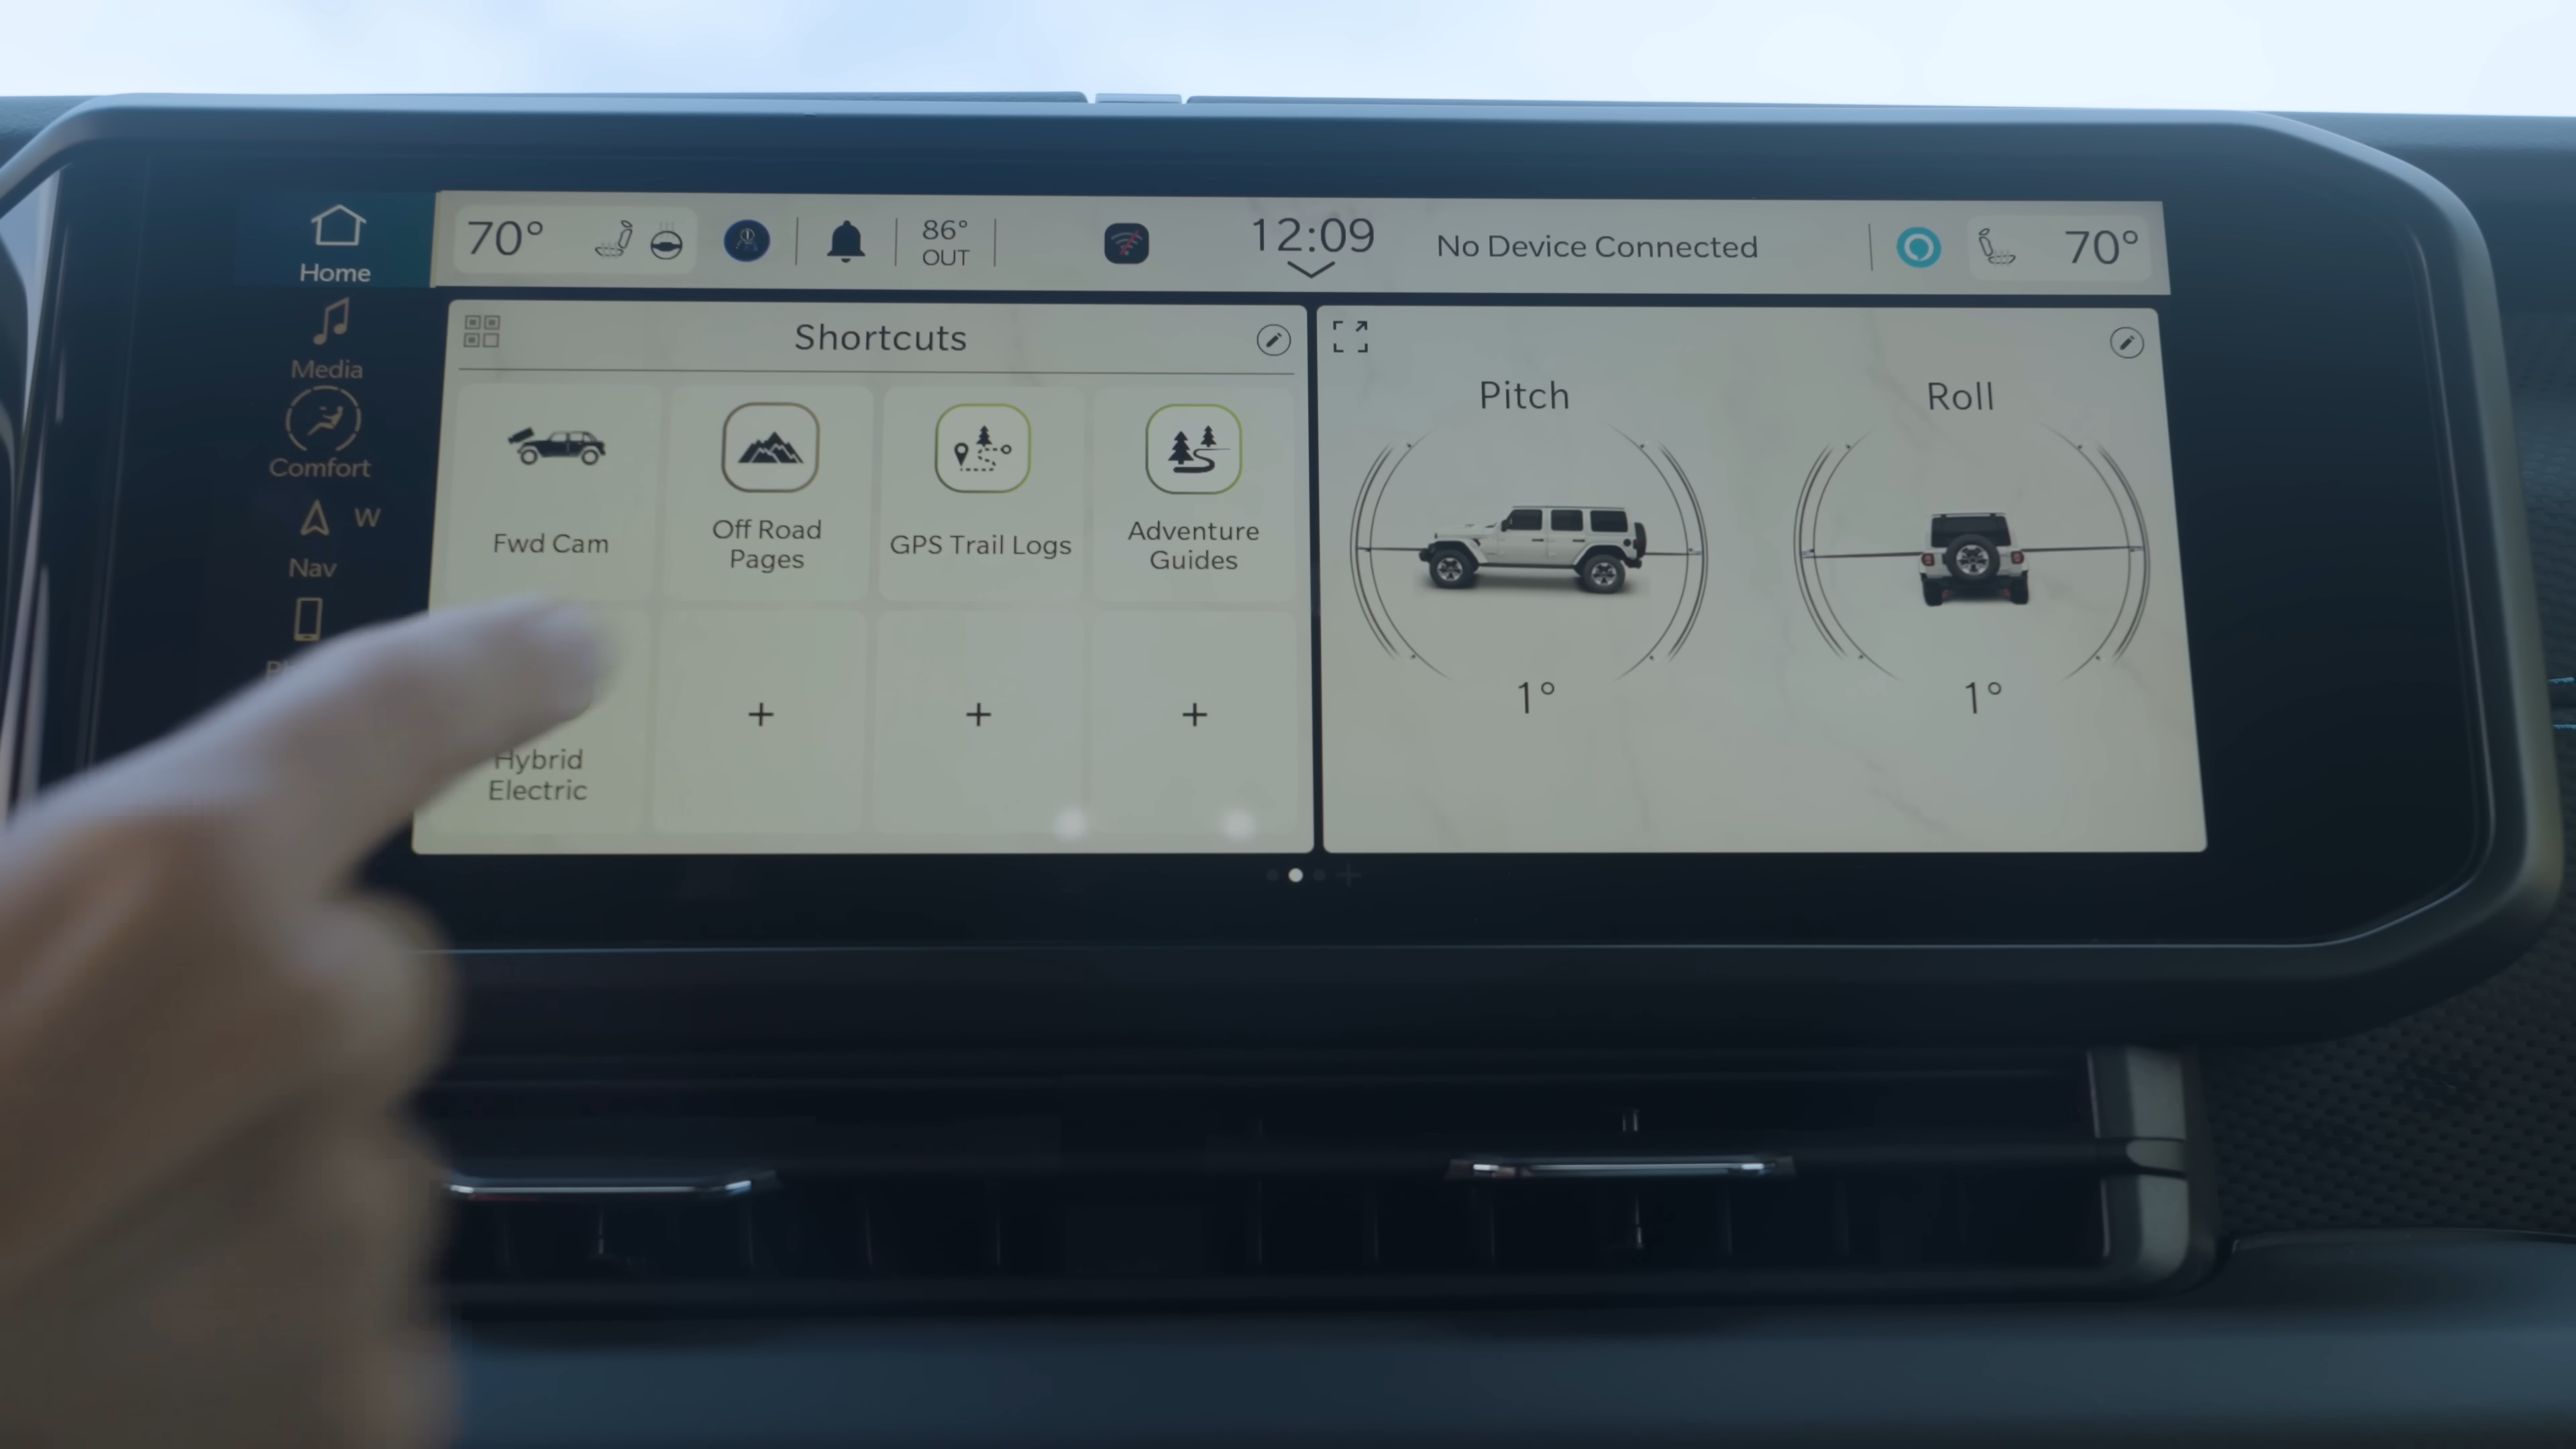 Home
Media
Comfort
W
Nav
70°
86°
OUT
12:09
No Device Connected
70°
Shortcuts
Fwd Cam
Off Road
Pages
GPS Trail Logs
Adventure
Guides
Hybrid
Electric
+
+
+
Pitch
Roll
1°
1°